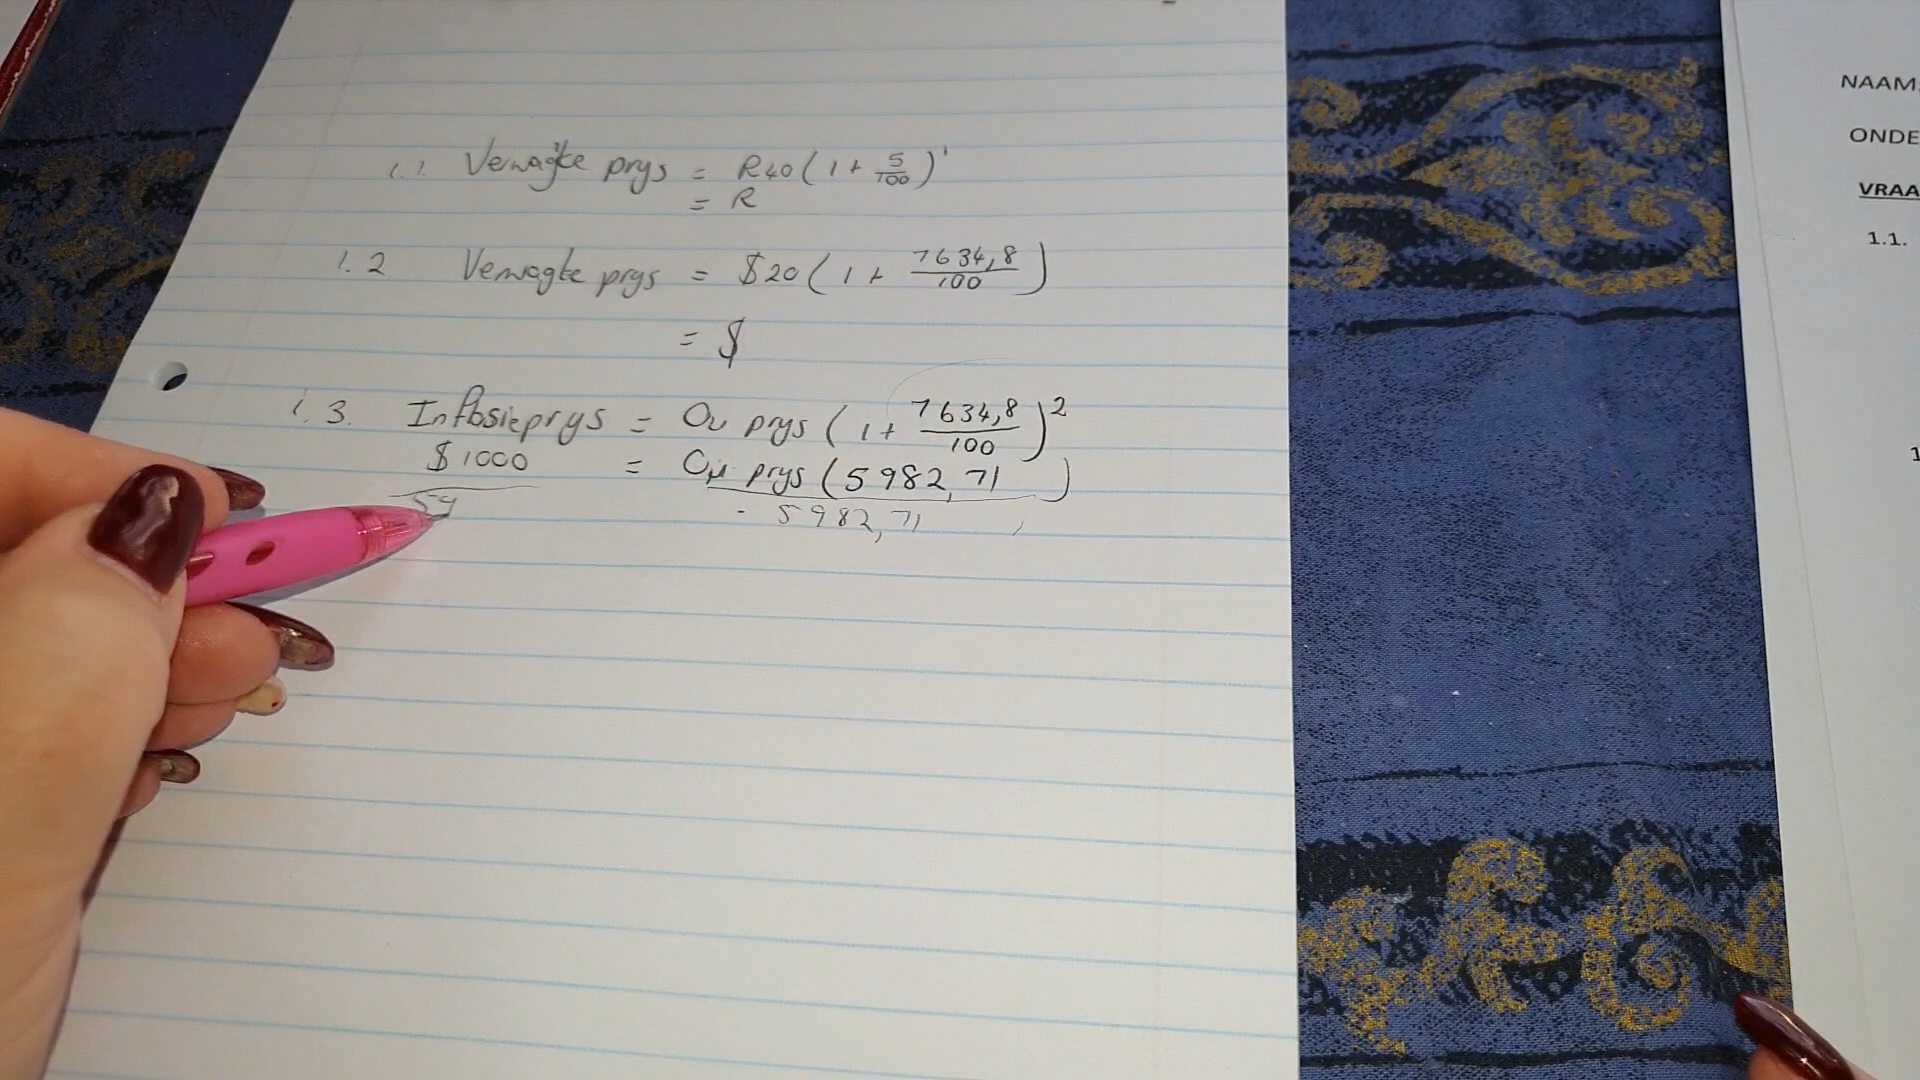 1.1. Verwagte prys = R40(1 + 5/100)¹
= R
1.2 Verwagte prys = $20(1 + 7634,8/100)
= $
1.3. Inflasieprys = Ou prys (1 + 7634,8/100)²
$1000 = Ou prys (5982,71)
59 5982,71
NAAM:
ONDE
VRAA
1.1.
1